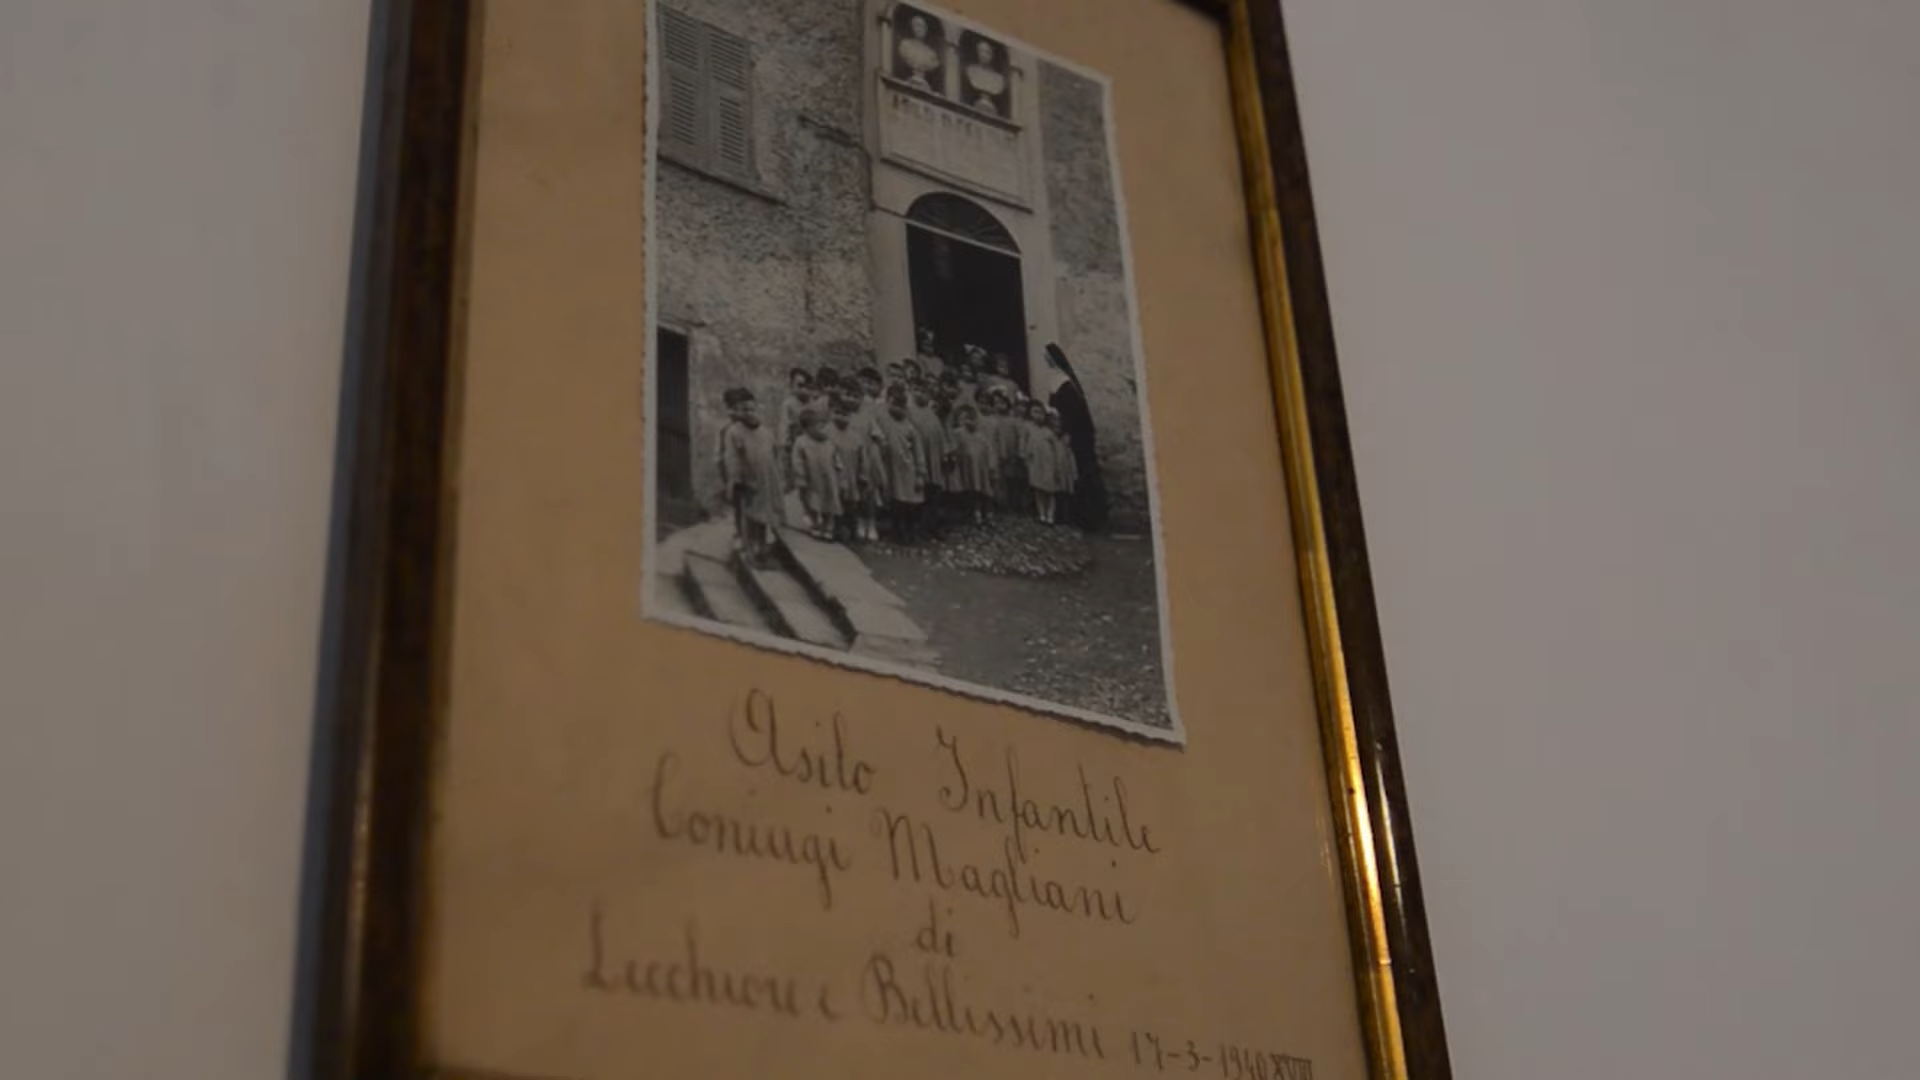 Asilo Infantile
Coniugi Magliani
di
Lecchiore e Bellissimi 17-3-1940 XVIII